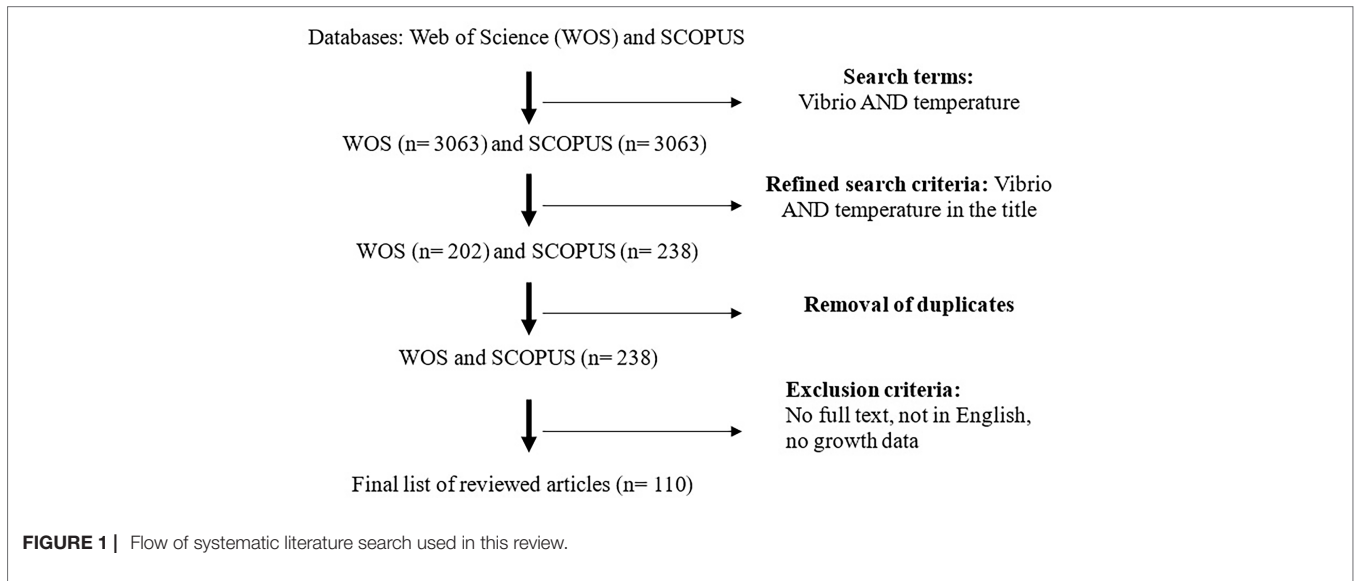 Databases: Web of Science (WOS) and SCOPUS
Search terms:
Vibrio AND temperature
WOS (n= 3063) and SCOPUS (n= 3063)
Refined search criteria: Vibrio
AND temperature in the title
WOS (n= 202) and SCOPUS (n= 238)
Removal of duplicates
WOS and SCOPUS (n= 238)
Exclusion criteria:
No full text, not in English,
no growth data
Final list of reviewed articles (n= 110)
FIGURE 1 | Flow of systematic literature search used in this review.